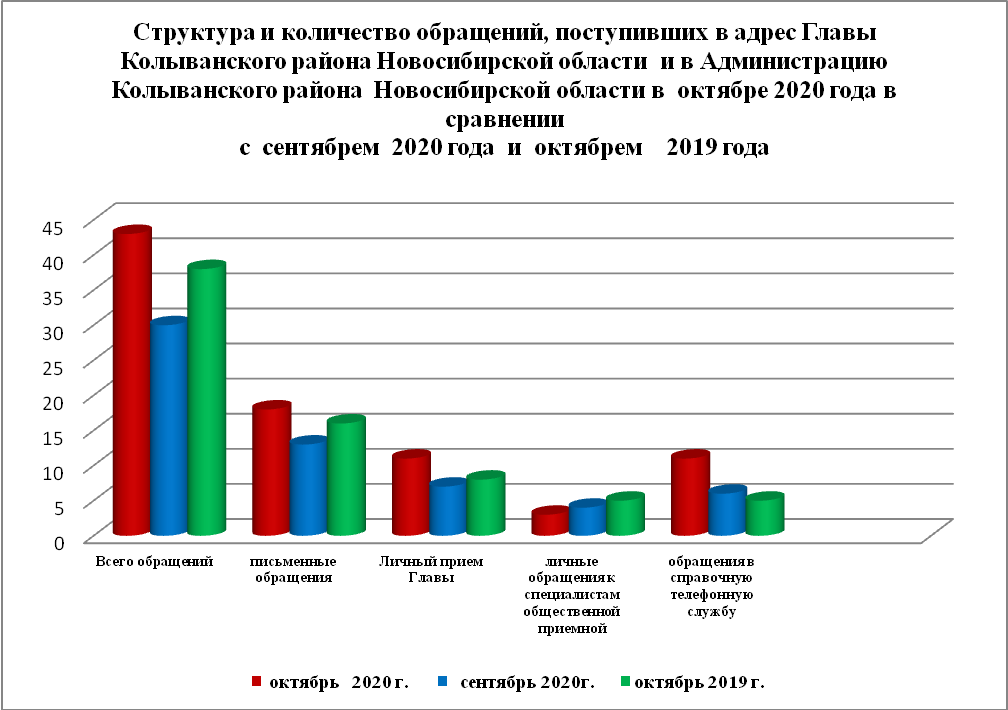 Структура и количество обращений, поступивших в адрес Главы
Колыванского района Новосибирской области и в Администрацию
Колыванского района Новосибирской области в октябре 2020 года в
сравнении
с сентябрем 2020 года и октябрем 2019 года
45
40
35
30
25
20
15
10
5
0
Всего обращений
письменные
обращения
Личный прием
Главы
личные
обращения к
специалистам
общественной
приемной
обращения в
справочную
телефонную
службу
октябрь 2020 г.
сентябрь 2020г.
октябрь 2019 г.